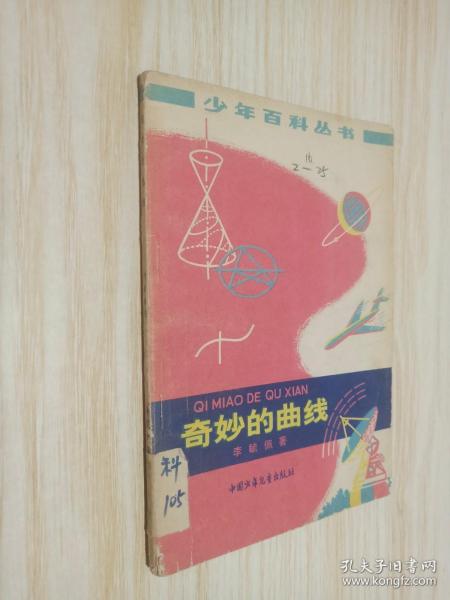 少年百科丛书
2—25
QI MIAO DE QU XIAN
奇妙的曲线
李毓佩著
中国少年儿童出版社
科
105
孔夫子旧书网
www.kongfz.com